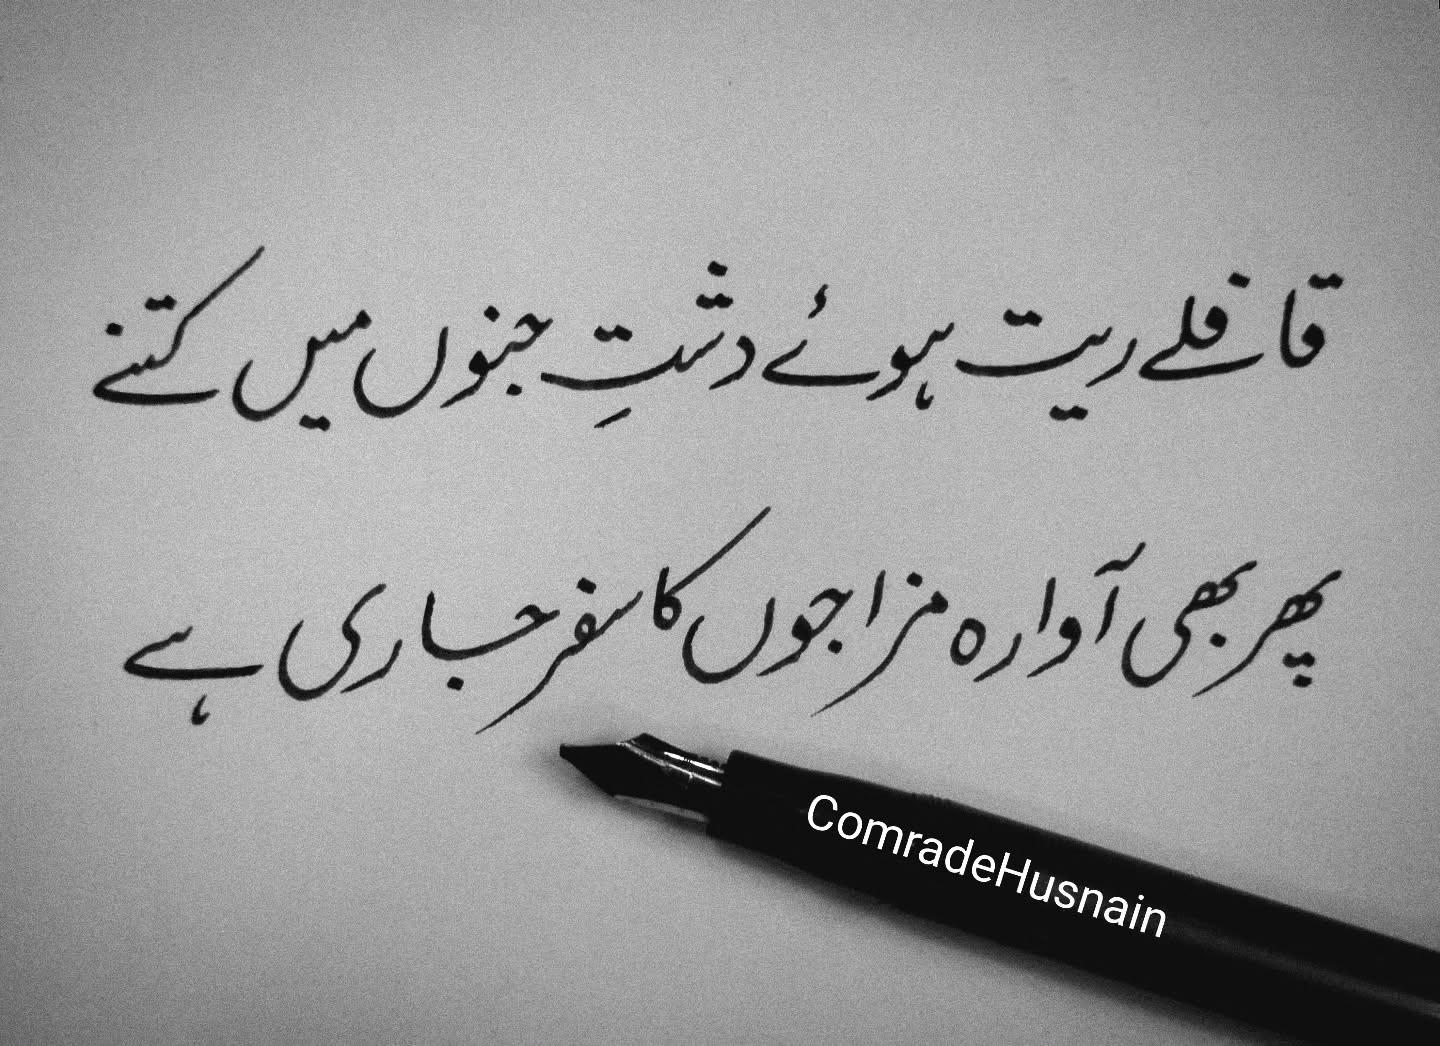 قافلے ریت ہوئے دشتِ جنوں میں کتنے
پھر بھی آوارہ مزاجوں کا سفر جاری ہے
ComradeHusnain